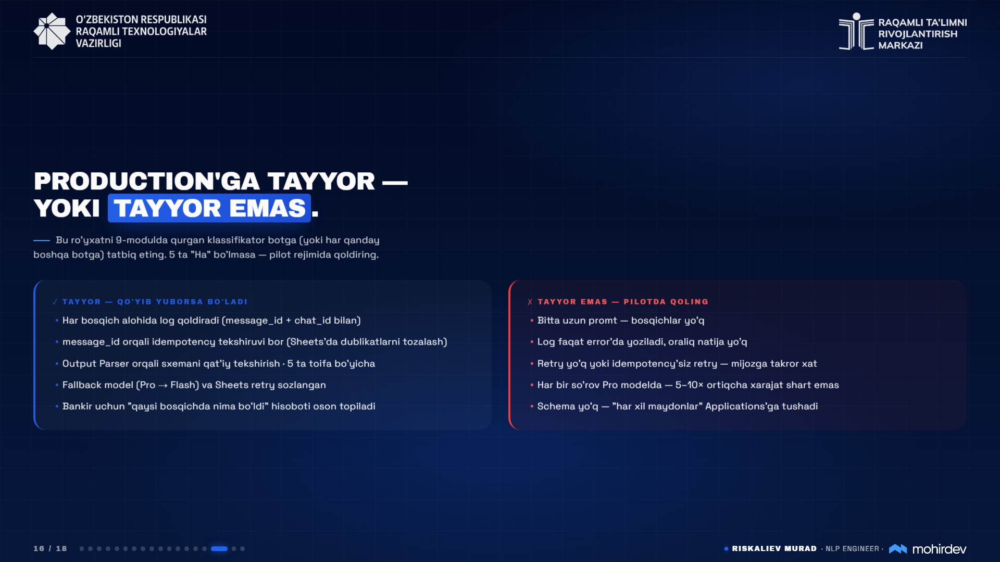 O'ZBEKISTON RESPUBLIKASI
RAQAMLI TEXNOLOGIYALAR
VAZIRLIGI
RAQAMLI TA’LIMNI
RIVOJLANTIRISH
MARKAZI
PRODUCTION'GA TAYYOR —
YOKI TAYYOR EMAS.
— Bu ro’yxatni 9-modulda qurgan klassifikator botga (yoki har qanday
boshqa botga) tatbiq eting. 5 ta ”Ha” bo’lmasa — pilot rejimida qoldiring.
✓ TAYYOR — QO'YIB YUBORSA BO'LADI
• Har bosqich alohida log qoldiradi (message_id + chat_id bilan)
• message_id orqali idempotency tekshiruvi bor (Sheets’da dublikatlarni tozalash)
• Output Parser orqali sxemani qat’iy tekshirish · 5 ta toifa bo’yicha
• Fallback model (Pro → Flash) va Sheets retry sozlangan
• Bankir uchun ”qaysi bosqichda nima bo’ldi” hisoboti oson topiladi
✗ TAYYOR EMAS — PILOTDA QOLING
• Bitta uzun promt — bosqichlar yo’q
• Log faqat error’da yoziladi, oraliq natija yo’q
• Retry yo’q yoki idempotency’siz retry — mijozga takror xat
• Har bir so’rov Pro modelda — 5–10× ortiqcha xarajat shart emas
• Schema yo’q — ”har xil maydonlar” Applications’ga tushadi
16 / 18
• RISKALIEV MURAD · NLP ENGINEER · mohirdev